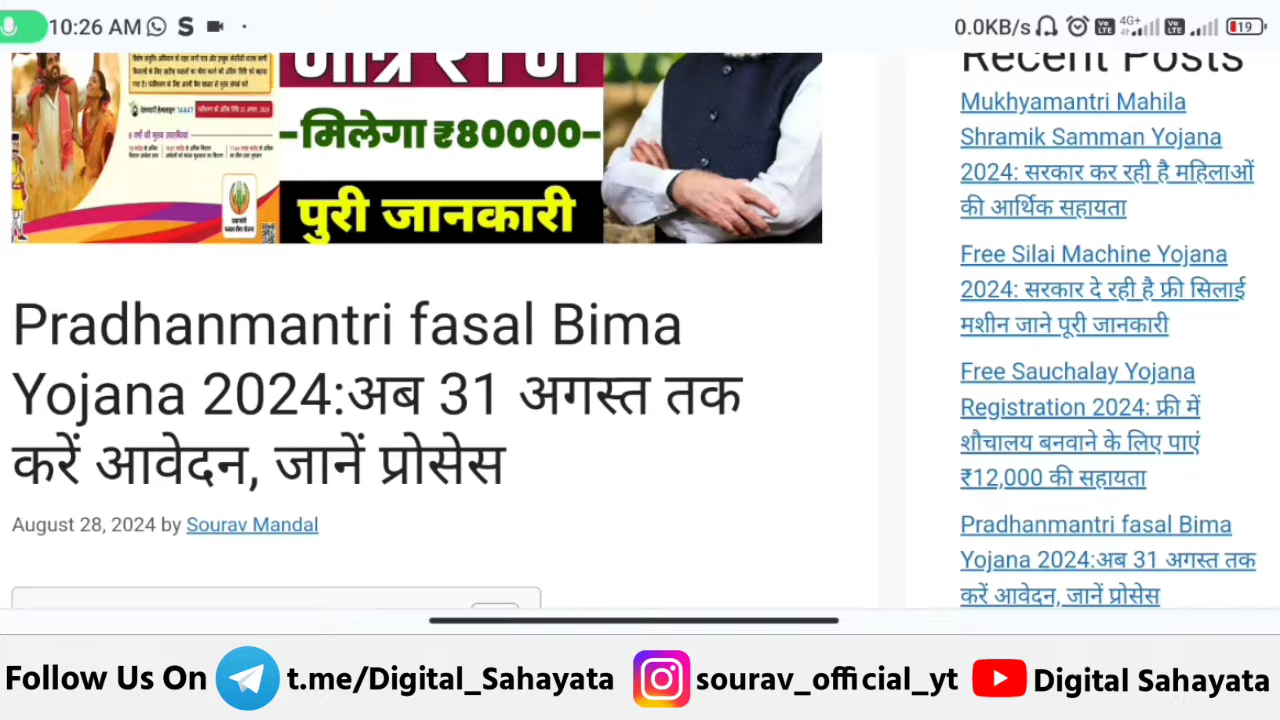 10:26 AM
0.0KB/s
4G+
19
मिलेगा ₹80000
पुरी जानकारी
14447
Pradhanmantri fasal Bima
Yojana 2024:अब 31 अगस्त तक
करें आवेदन, जानें प्रोसेस
August 28, 2024 by Sourav Mandal
Recent Posts
Mukhyamantri Mahila
Shramik Samman Yojana
2024: सरकार कर रही है महिलाओं
की आर्थिक सहायता
Free Silai Machine Yojana
2024: सरकार दे रही है फ्री सिलाई
मशीन जाने पूरी जानकारी
Free Sauchalay Yojana
Registration 2024: फ्री में
शौचालय बनवाने के लिए पाएं
₹12,000 की सहायता
Pradhanmantri fasal Bima
Yojana 2024:अब 31 अगस्त तक
करें आवेदन, जानें प्रोसेस
Follow Us On t.me/Digital_Sahayata sourav_official_yt Digital Sahayata